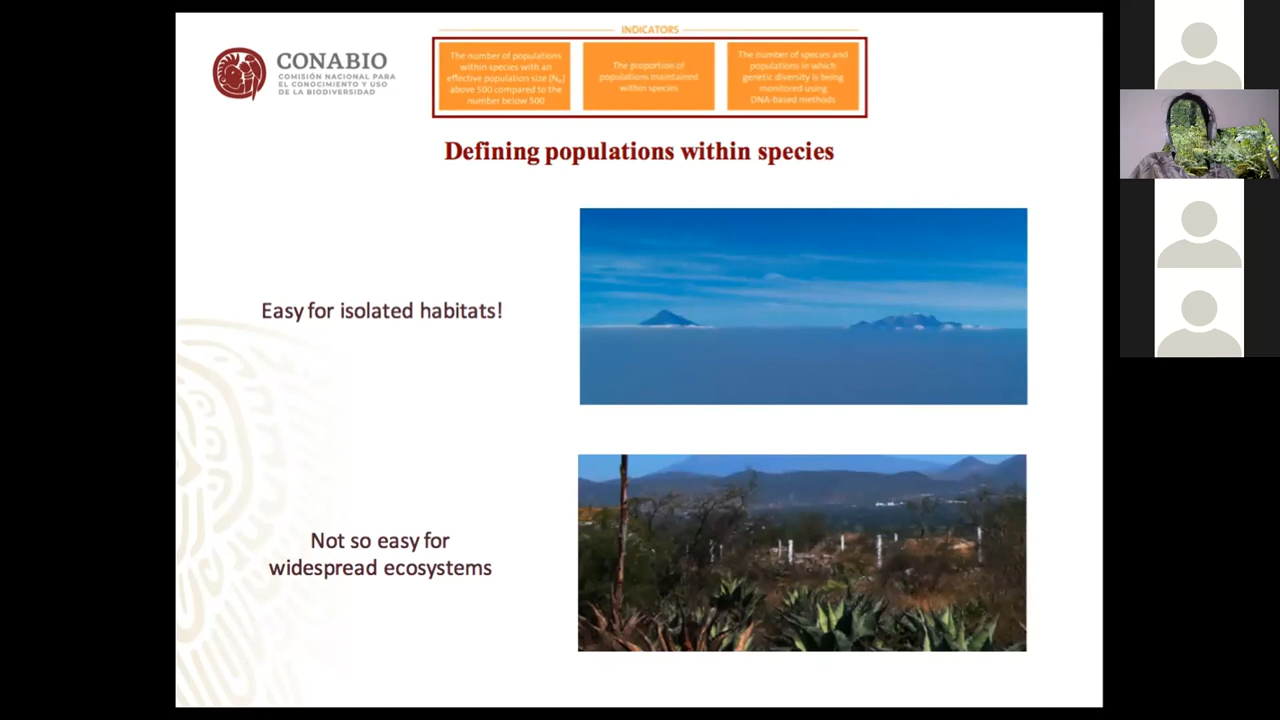 CONABIO
COMISIÓN NACIONAL PARA
EL CONOCIMIENTO Y USO
DE LA BIODIVERSIDAD
INDICATORS
The number of populations
within species with an
effective population size (Ne)
above 500 compared to the
number below 500
The proportion of
populations maintained
within species
The number of species and
populations in which
genetic diversity is being
monitored using
DNA-based methods
Defining populations within species
Easy for isolated habitats!
Not so easy for
widespread ecosystems